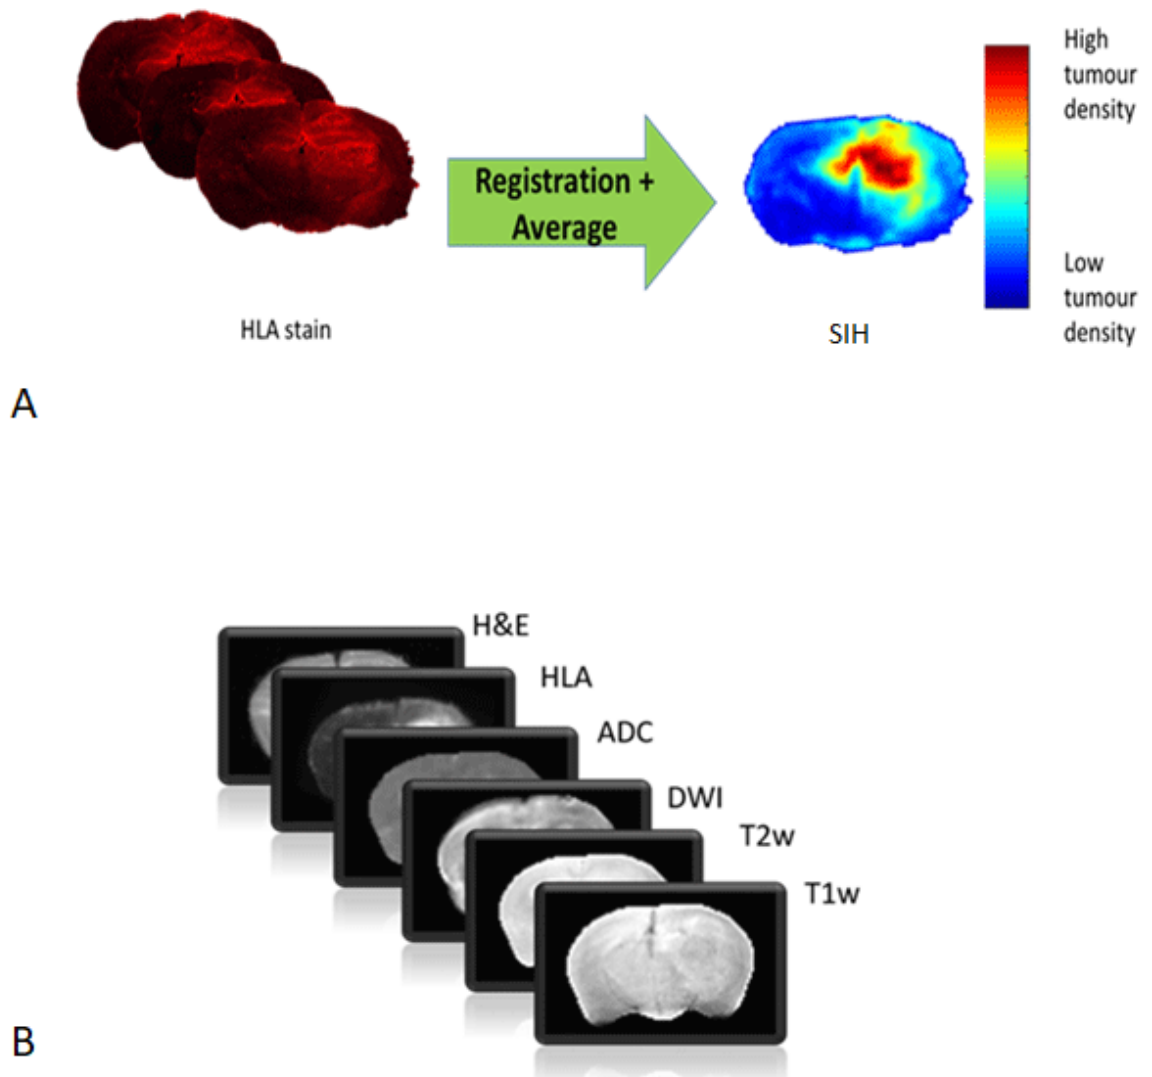 High
tumour
density
Registration +
Average
Low
tumour
density
HLA stain
SIH
A
H&E
HLA
ADC
DWI
T2w
T1w
B